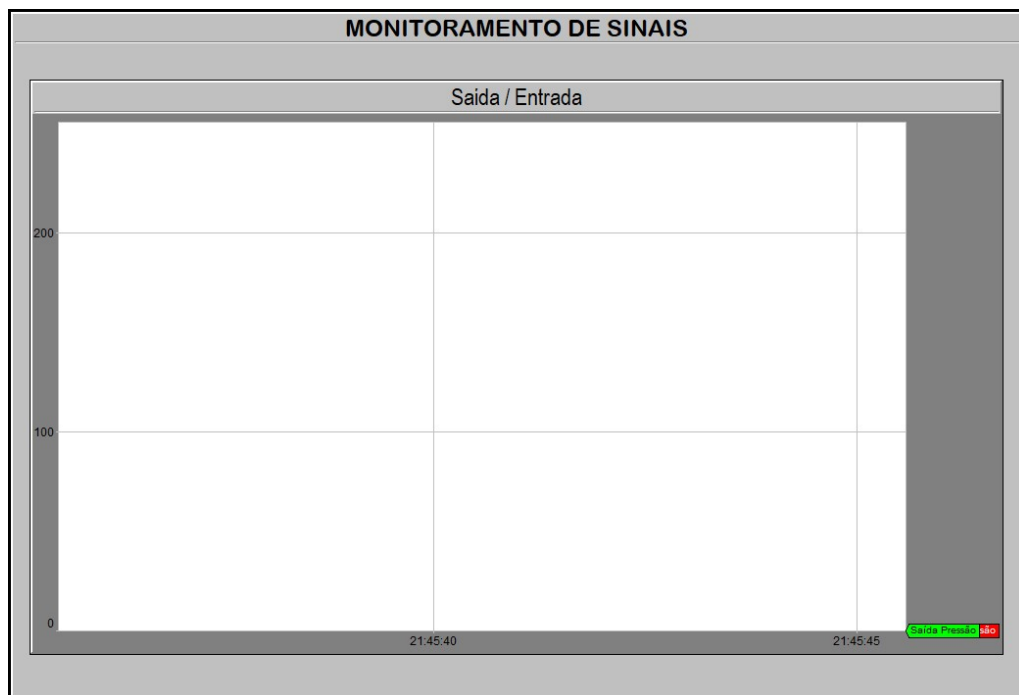 MONITORAMENTO DE SINAIS
Saida / Entrada
200
100
0
21:45:40
21:45:45
Saída Pressão
são